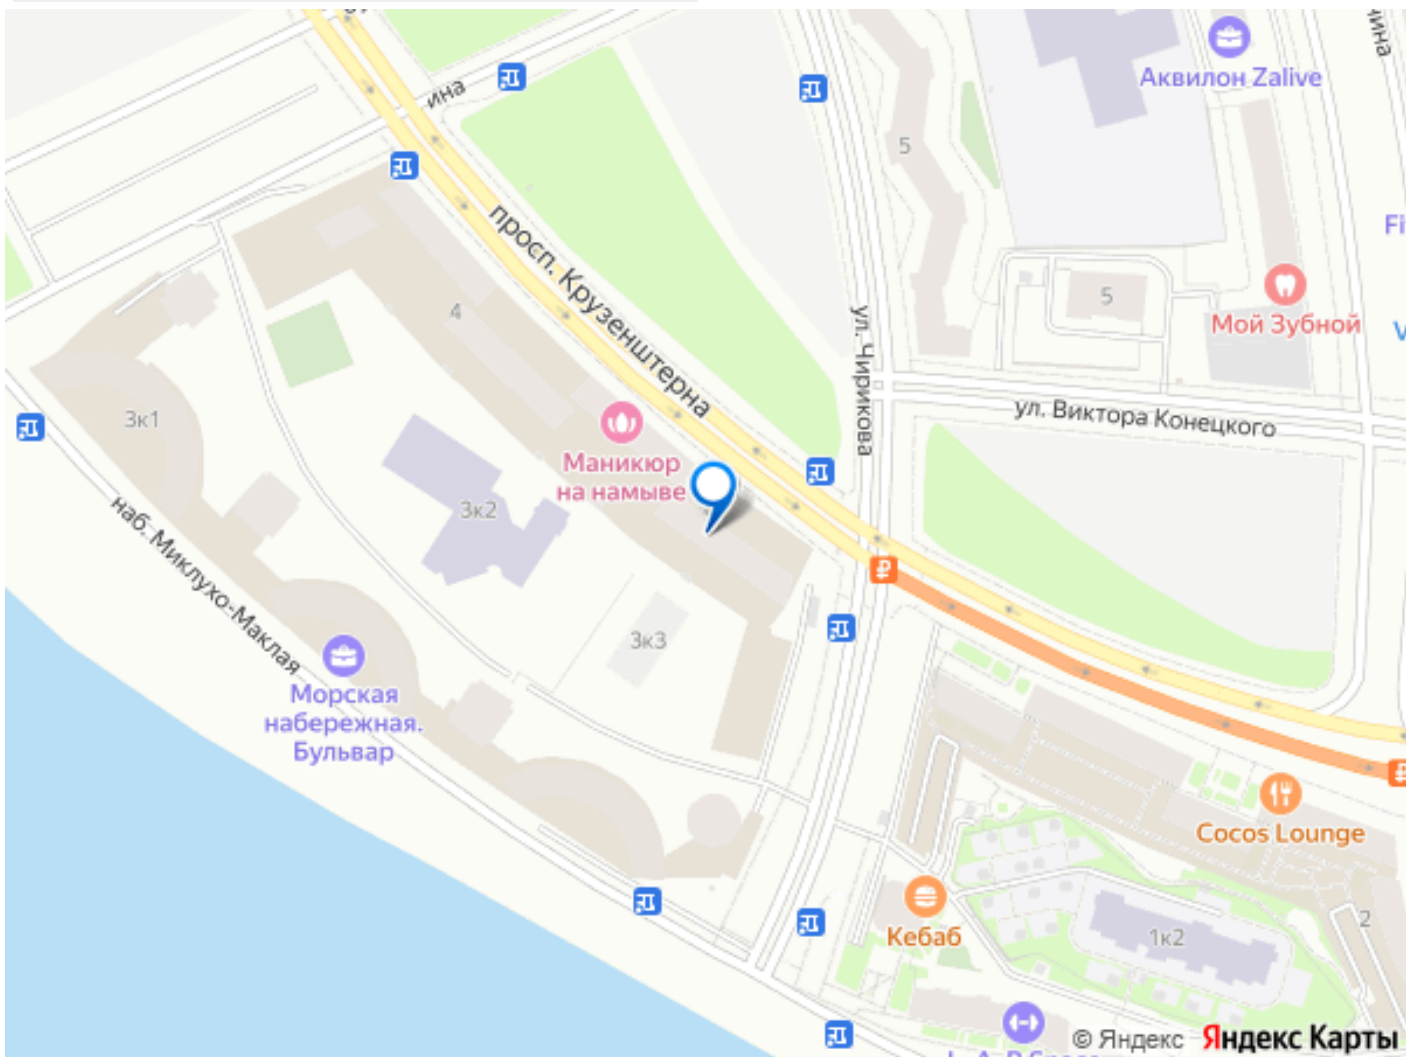 ина
Аквилон Zalive
5
просп. Крузенштерна
4
5
Fi
Мой Зубной
V
ул. Чирикова
3к1
ул. Виктора Конецкого
Маникюр
на намыве
3к2
наб. Миклухо-Маклая
3к3
Морская
набережная.
Бульвар
Cocos Lounge
Кебаб
1к2
2
© Яндекс Яндекс Карты